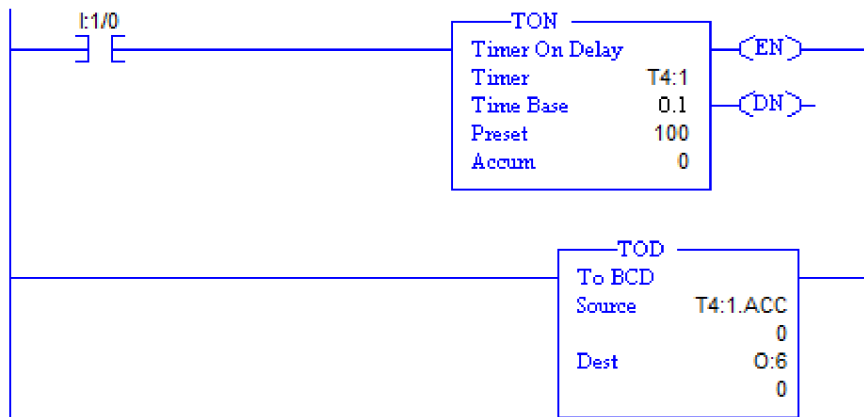 I:1/0
TON
Timer On Delay
EN
Timer T4:1
Time Base 0.1
DN
Preset 100
Accum 0
TOD
To BCD
Source T4:1.ACC
0
Dest O:6
0